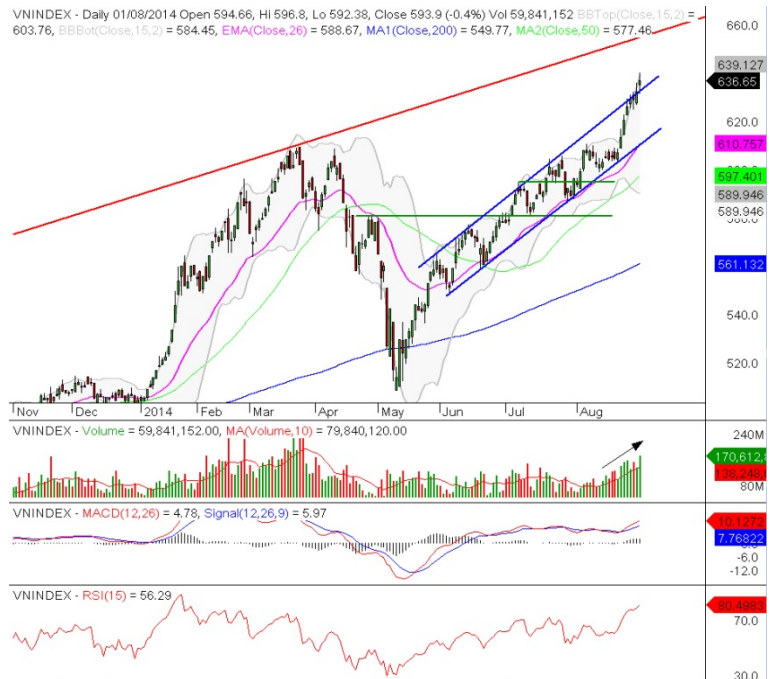 VNINDEX - Daily 01/08/2014 Open 594.66, Hi 596.8, Lo 592.38, Close 593.9 (-0.4%) Vol 59,841,152 BBTop(Close,15,2) =
603.76, BBBot(Close,15,2) = 584.45, EMA(Close,26) = 588.67, MA1(Close,200) = 549.77, MA2(Close,50) = 577.46
660.0
639.127
636.65
620.0
610.757
597.401
589.946
589.946
561.132
540.0
520.0
Nov Dec 2014 Feb Mar Apr May Jun Jul Aug
VNINDEX - Volume = 59,841,152.00, MA(Volume,10) = 79,840,120.00
240M
170,612,
138,248,
80M
VNINDEX - MACD(12,26) = 4.78, Signal(12,26,9) = 5.97
10.1272
7.76822
-6.0
-12.0
VNINDEX - RSI(15) = 56.29
80.4983
70.0
30.0